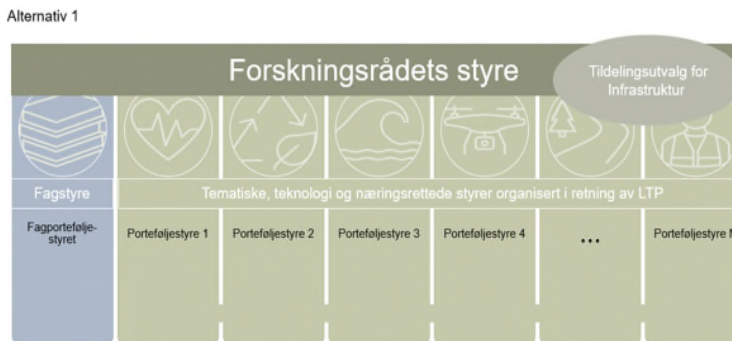 Alternativ 1
Forskningsrådets styre
Tildelingsutvalg for
Infrastruktur
Fagstyre
Tematiske, teknologi og næringsrettede styrer organisert i retning av LTP
Fagportefølje-
styret
Porteføljestyre 1
Porteføljestyre 2
Porteføljestyre 3
Porteføljestyre 4
...
Porteføljestyre